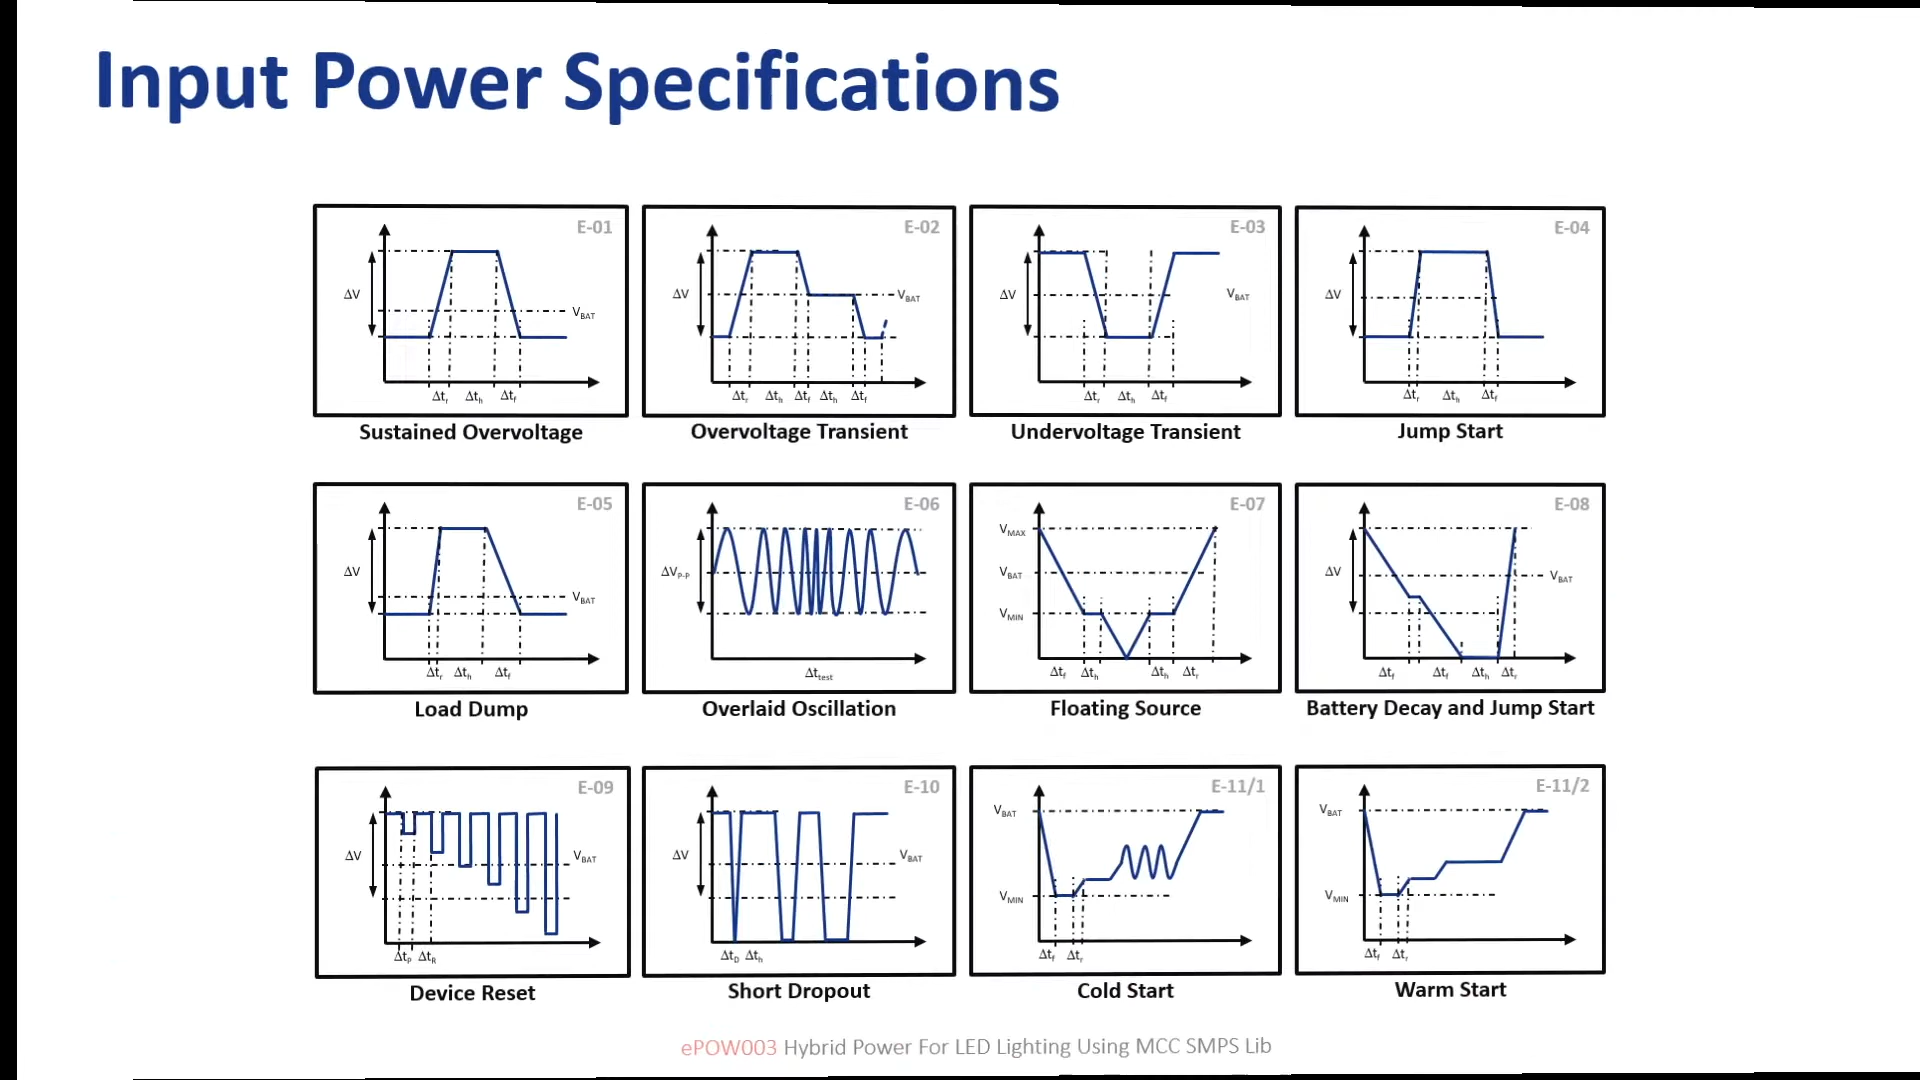 Input Power Specifications
E-01
ΔV
V_BAT
Δt_r Δt_h Δt_f
Sustained Overvoltage
E-02
ΔV
V_BAT
Δt_r Δt_h Δt_f Δt_h Δt_f
Overvoltage Transient
E-03
ΔV
V_BAT
Δt_r Δt_h Δt_f
Undervoltage Transient
E-04
ΔV
Δt_r Δt_h Δt_f
Jump Start
E-05
ΔV
V_BAT
Δt_r Δt_h Δt_f
Load Dump
E-06
ΔV_P-P
Δt_test
Overlaid Oscillation
E-07
V_MAX
V_BAT
V_MIN
Δt_f Δt_h Δt_h Δt_r
Floating Source
E-08
ΔV
V_BAT
Δt_f Δt_f Δt_h Δt_r
Battery Decay and Jump Start
E-09
ΔV
V_BAT
Δt_P Δt_R
Device Reset
E-10
ΔV
V_BAT
Δt_D Δt_h
Short Dropout
E-11/1
V_BAT
V_MIN
Δt_f Δt_r
Cold Start
E-11/2
V_BAT
V_MIN
Δt_f Δt_r
Warm Start
ePOW003 Hybrid Power For LED Lighting Using MCC SMPS Lib